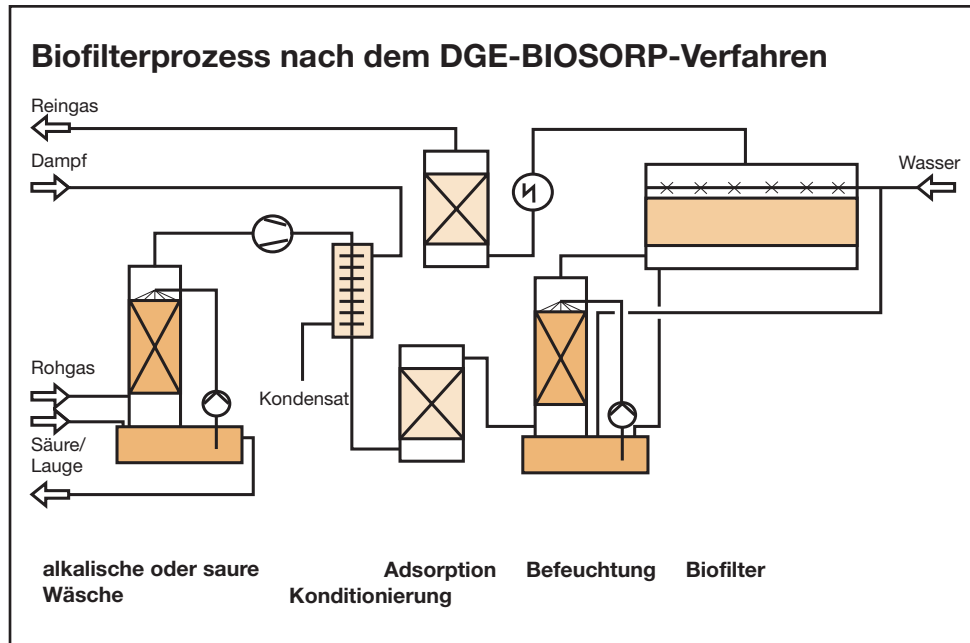 Biofilterprozess nach dem DGE-BIOSORP-Verfahren
Reingas
Dampf
Wasser
Rohgas
Kondensat
Säure/
Lauge
alkalische oder saure
Wäsche
Konditionierung
Adsorption
Befeuchtung
Biofilter